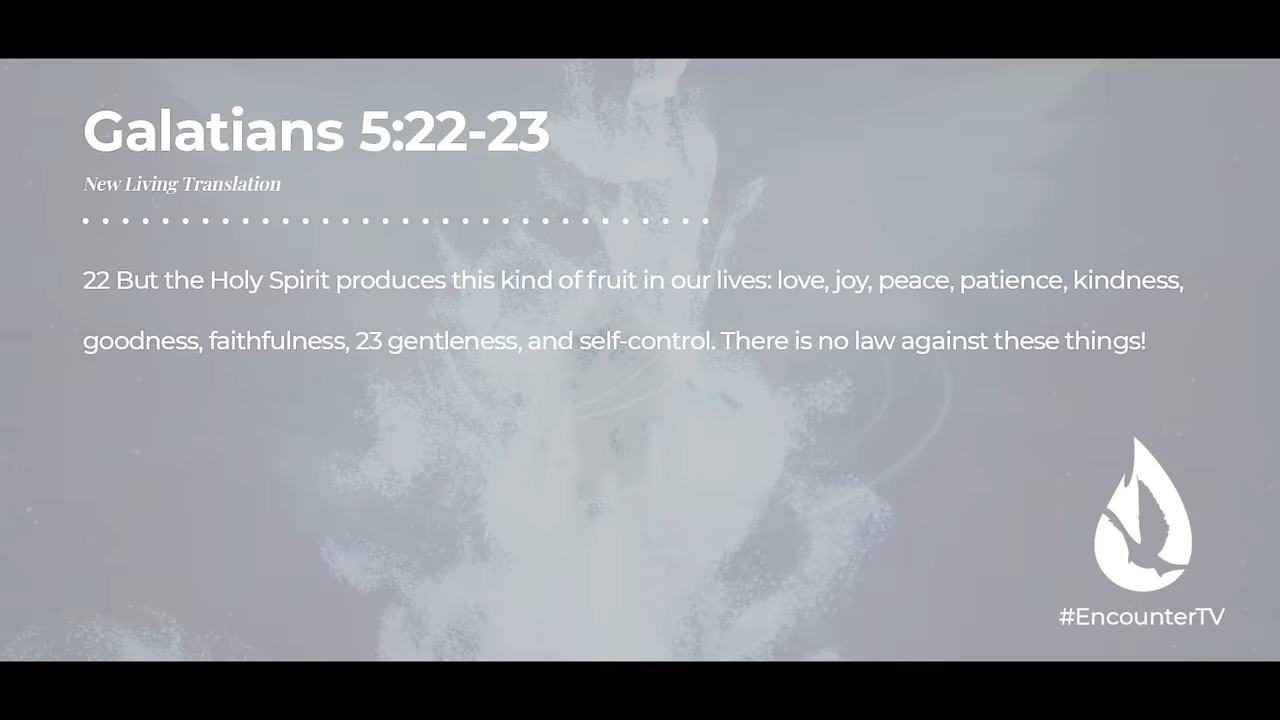 Galatians 5:22-23
New Living Translation
22 But the Holy Spirit produces this kind of fruit in our lives: love, joy, peace, patience, kindness,
goodness, faithfulness, 23 gentleness, and self-control. There is no law against these things!
#EncounterTV